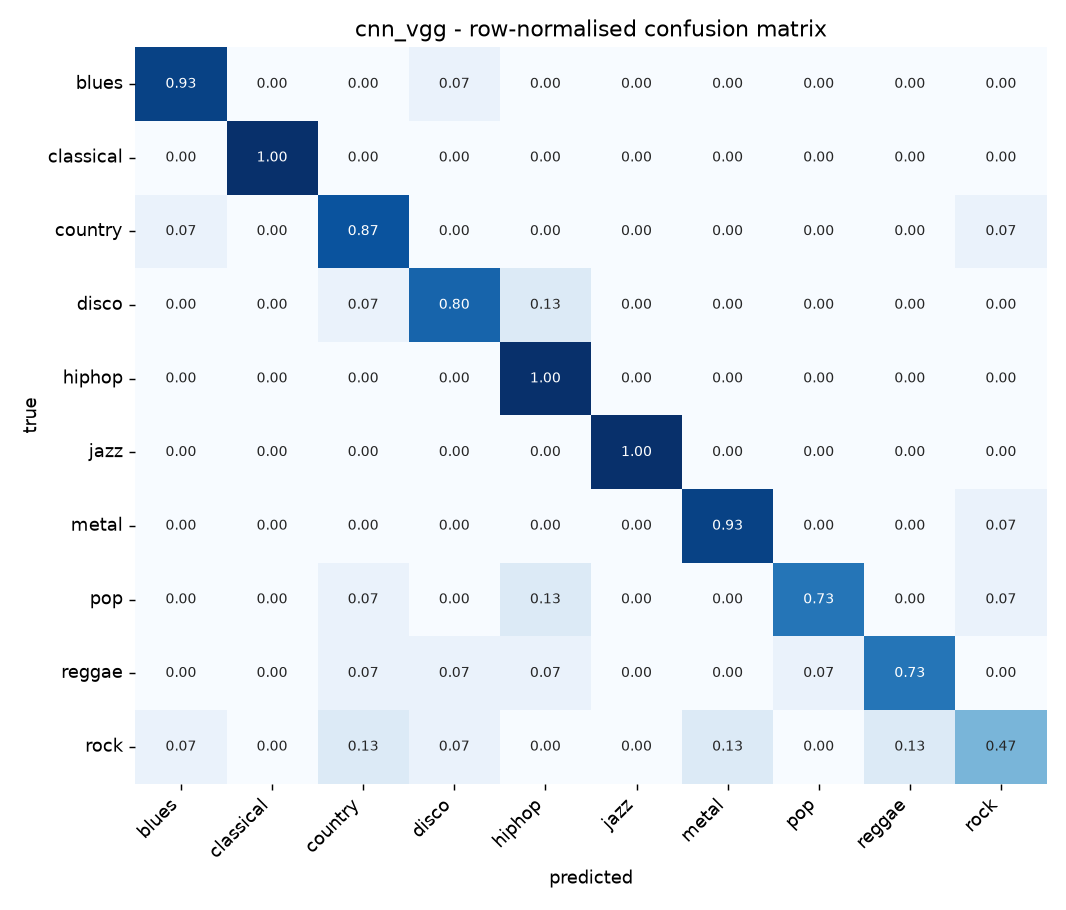 cnn_vgg - row-normalised confusion matrix
blues 0.93 0.00 0.00 0.07 0.00 0.00 0.00 0.00 0.00 0.00
classical 0.00 1.00 0.00 0.00 0.00 0.00 0.00 0.00 0.00 0.00
country 0.07 0.00 0.87 0.00 0.00 0.00 0.00 0.00 0.00 0.07
disco 0.00 0.00 0.07 0.80 0.13 0.00 0.00 0.00 0.00 0.00
hiphop 0.00 0.00 0.00 0.00 1.00 0.00 0.00 0.00 0.00 0.00
jazz 0.00 0.00 0.00 0.00 0.00 1.00 0.00 0.00 0.00 0.00
metal 0.00 0.00 0.00 0.00 0.00 0.00 0.93 0.00 0.00 0.07
pop 0.00 0.00 0.07 0.00 0.13 0.00 0.00 0.73 0.00 0.07
reggae 0.00 0.00 0.07 0.07 0.07 0.00 0.00 0.07 0.73 0.00
rock 0.07 0.00 0.13 0.07 0.00 0.00 0.13 0.00 0.13 0.47
true
blues classical country disco hiphop jazz metal pop reggae rock
predicted